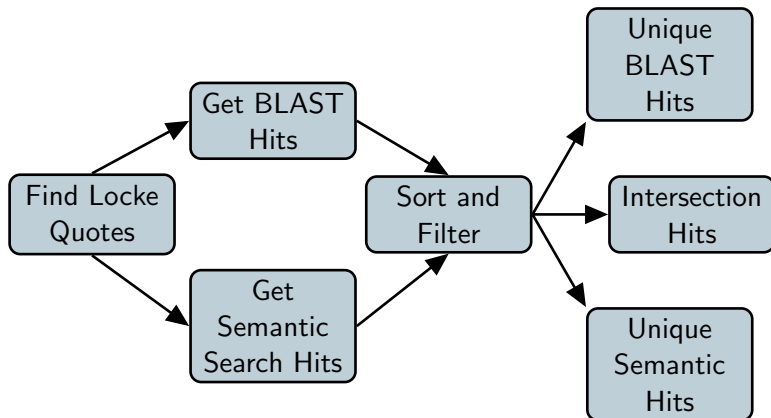 Find Locke
Quotes
Get BLAST
Hits
Get
Semantic
Search Hits
Sort and
Filter
Unique
BLAST
Hits
Intersection
Hits
Unique
Semantic
Hits